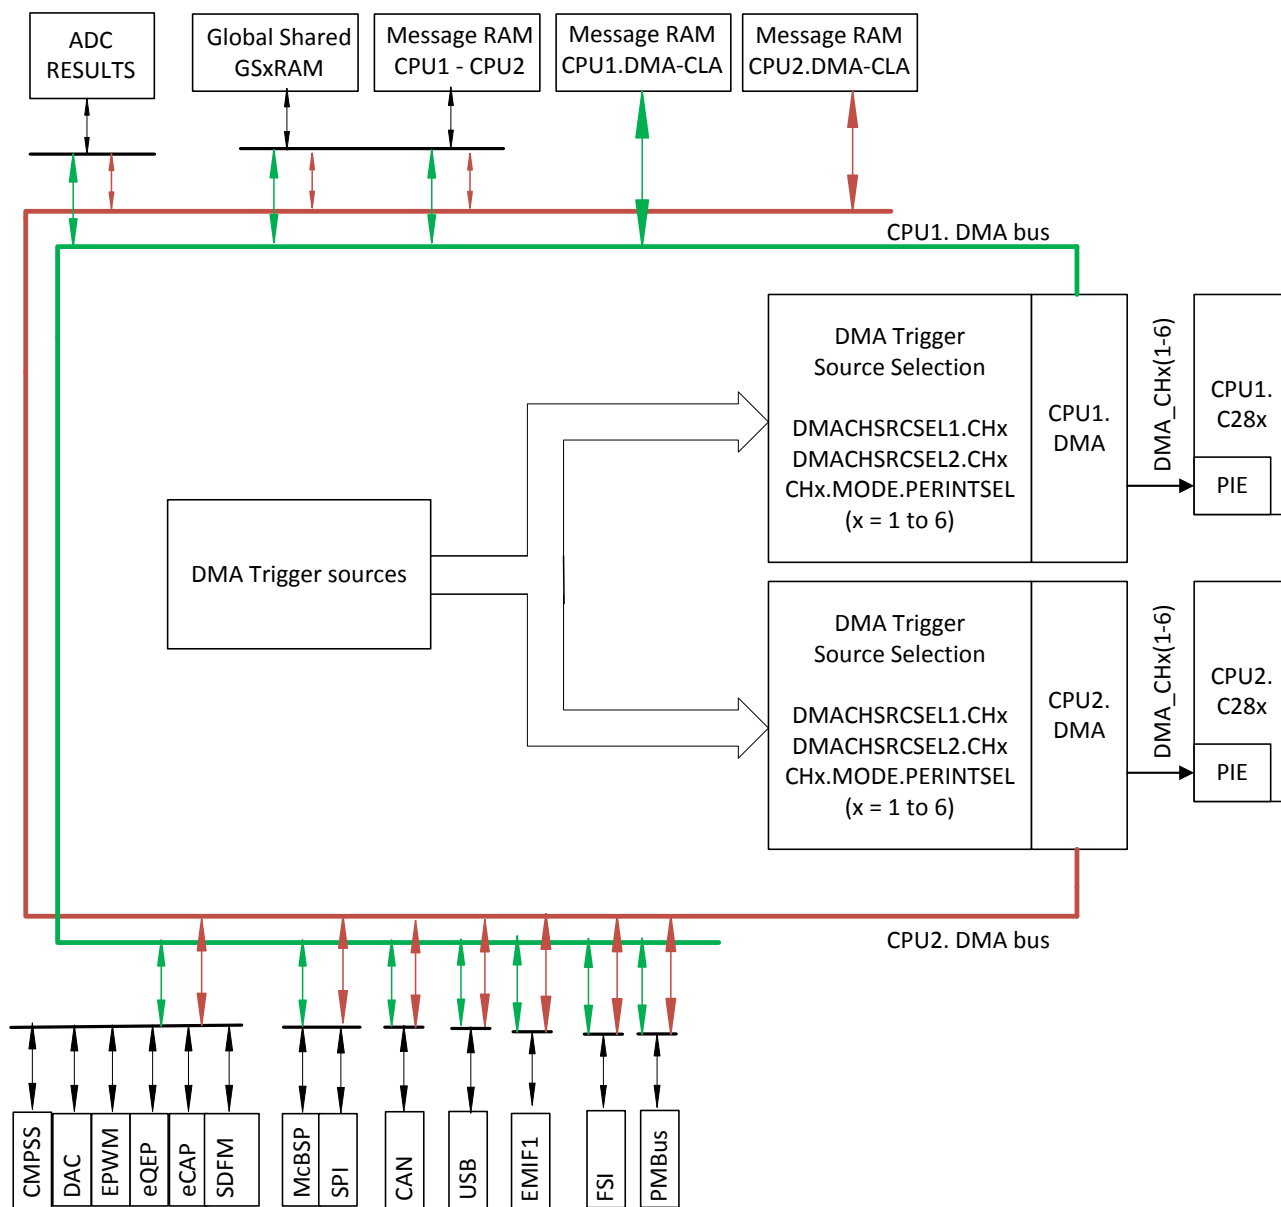 ADC
RESULTS
Global Shared
GSxRAM
Message RAM
CPU1 - CPU2
Message RAM
CPU1.DMA-CLA
Message RAM
CPU2.DMA-CLA
CPU1. DMA bus
DMA Trigger
Source Selection
DMACHSRCSEL1.CHx
DMACHSRCSEL2.CHx
CHx.MODE.PERINTSEL
(x = 1 to 6)
CPU1.
DMA
DMA_CHx(1-6)
CPU1.
C28x
PIE
DMA Trigger sources
DMA Trigger
Source Selection
DMACHSRCSEL1.CHx
DMACHSRCSEL2.CHx
CHx.MODE.PERINTSEL
(x = 1 to 6)
CPU2.
DMA
DMA_CHx(1-6)
CPU2.
C28x
PIE
CPU2. DMA bus
CMPSS
DAC
EPWM
eQEP
eCAP
SDFM
McBSP
SPI
CAN
USB
EMIF1
FSI
PMBus